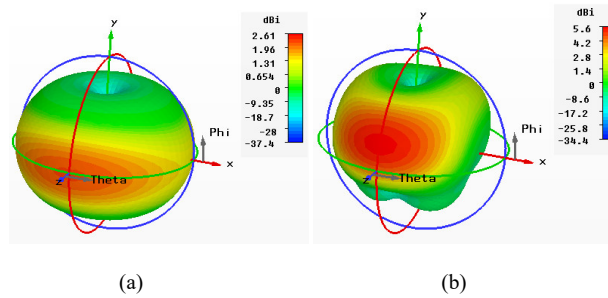 dBi
2.61
1.96
1.31
0.654
0
-9.35
-18.7
-28
-37.4
y
Phi
x
z
Theta
(a)
dBi
5.6
4.2
2.8
1.4
0
-8.6
-17.2
-25.8
-34.4
y
Phi
x
z
Theta
(b)